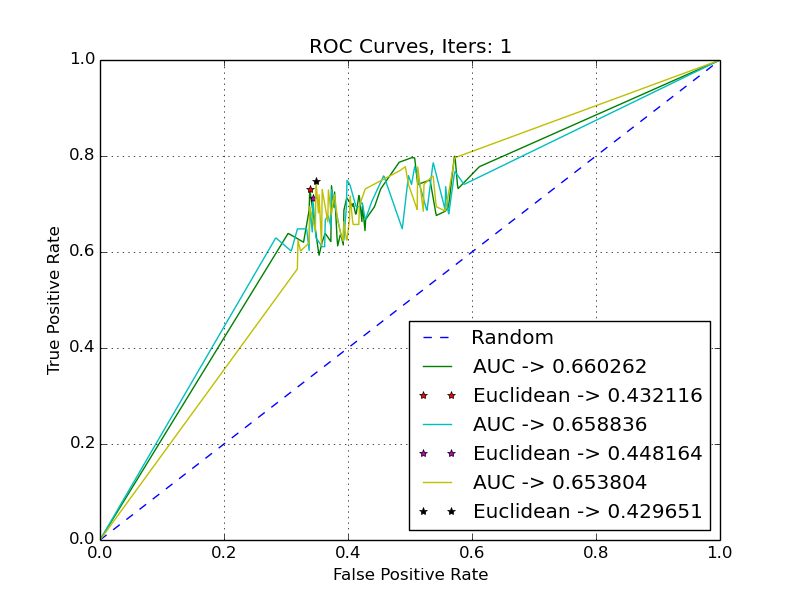 ROC Curves, Iters: 1
1.0
0.8
0.6
0.4
0.2
0.0
True Positive Rate
Random
AUC -> 0.660262
Euclidean -> 0.432116
AUC -> 0.658836
Euclidean -> 0.448164
AUC -> 0.653804
Euclidean -> 0.429651
0.0 0.2 0.4 0.6 0.8 1.0
False Positive Rate